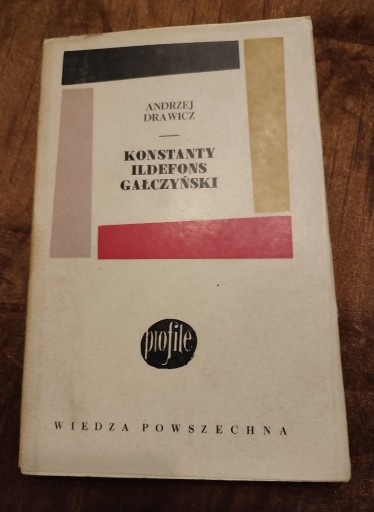 ANDRZEJ
DRAWICZ
KONSTANTY
ILDEFONS
GAŁCZYŃSKI
profile
WIEDZA POWSZECHNA